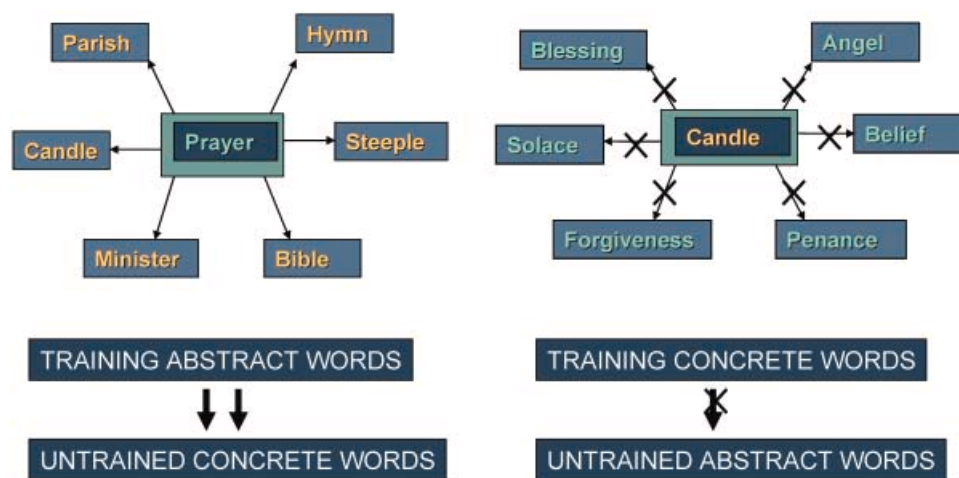 Parish
Hymn
Candle
Prayer
Steeple
Minister
Bible
Blessing
Angel
Solace
Candle
Belief
Forgiveness
Penance
TRAINING ABSTRACT WORDS
UNTRAINED CONCRETE WORDS
TRAINING CONCRETE WORDS
UNTRAINED ABSTRACT WORDS